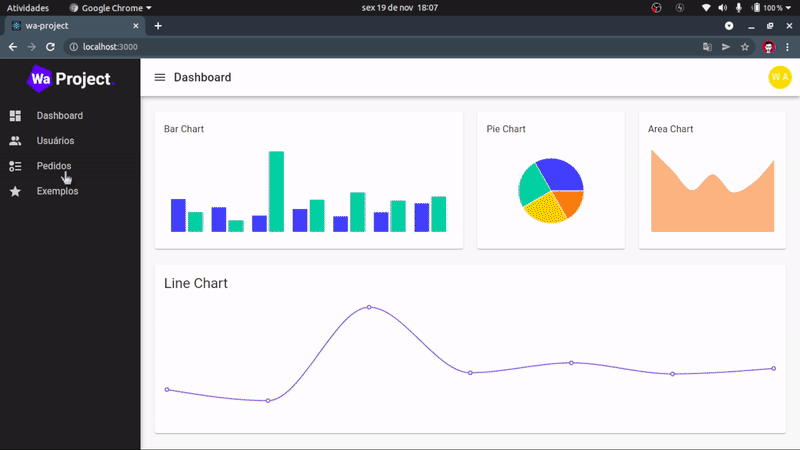 Atividades
Google Chrome
sex 19 de nov 18:07
100 %
wa-project
localhost:3000
Wa Project.
Dashboard
W A
Dashboard
Usuários
Pedidos
Exemplos
Bar Chart
Pie Chart
Area Chart
Line Chart